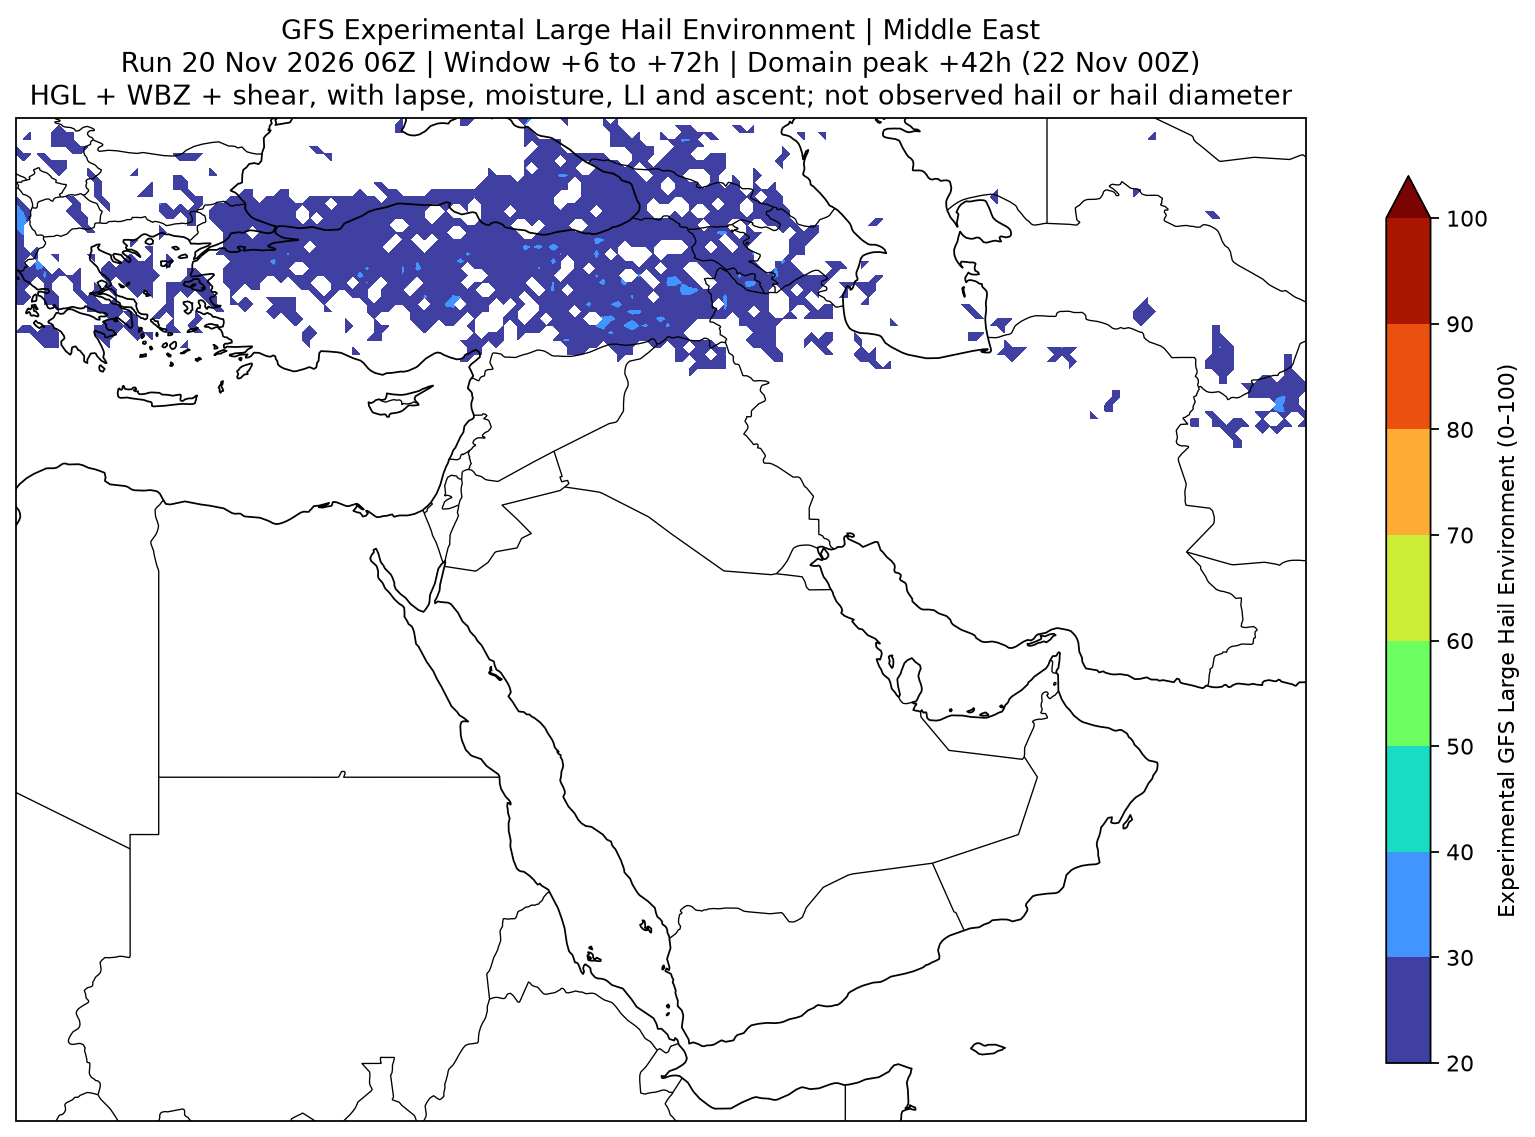 GFS Experimental Large Hail Environment | Middle East
Run 20 Nov 2026 06Z | Window +6 to +72h | Domain peak +42h (22 Nov 00Z)
HGL + WBZ + shear, with lapse, moisture, LI and ascent; not observed hail or hail diameter
100
90
80
70
60
50
40
30
20
Experimental GFS Large Hail Environment (0–100)